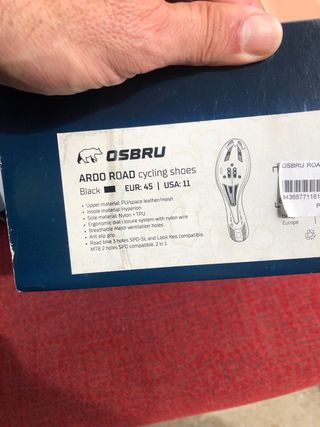 OSBRU
ARDO ROAD cycling shoes
Black EUR: 45 | USA: 11
• Upper material: PU/space leather/mash
• Insole material: Hyperion
• Sole material: Nylon + TPU
• Ergonomic dial closure system with nylon wire
• Breathable Mesh ventilation holes
• Ant slip grip
• Road bike 3 holes SPD-SL and Look Keo compatible
MTB 2 holes SPD compatible. 2 in 1.
OSBRU ROAD
Europe